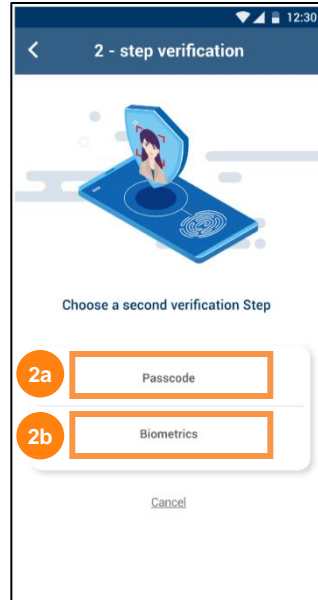 12:30
2 - step verification
Choose a second verification Step
2a Passcode
2b Biometrics
Cancel